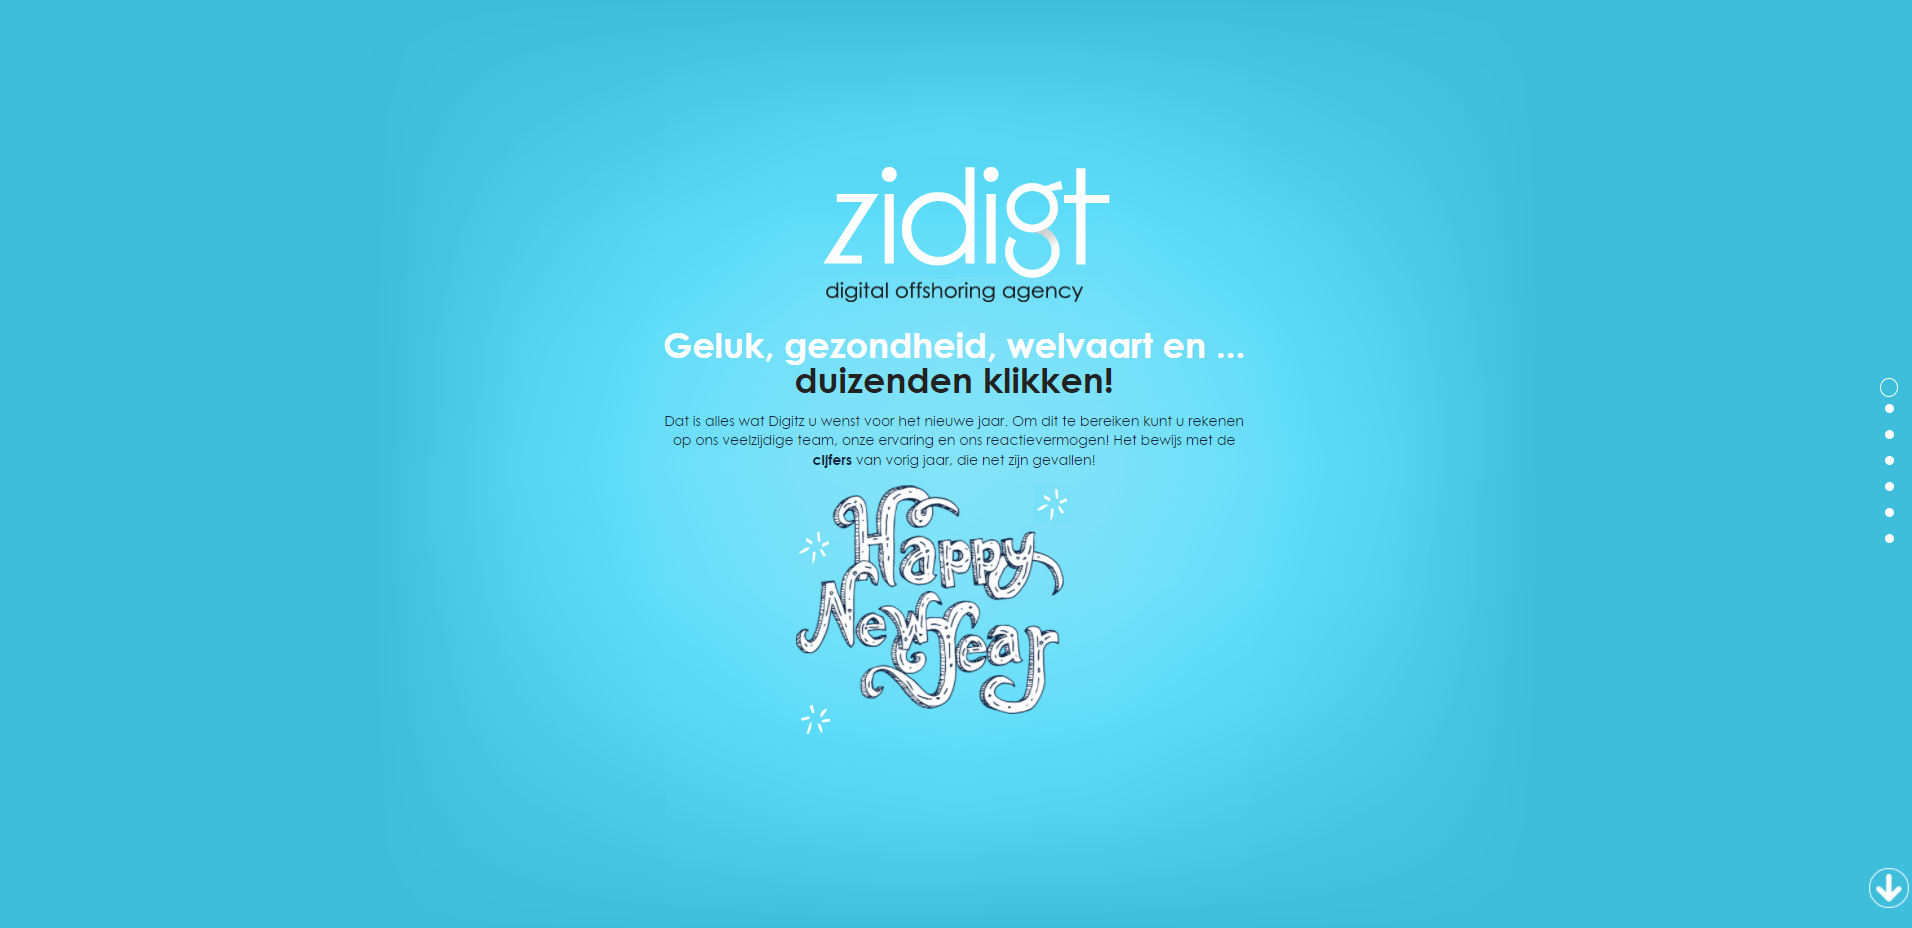 zidigt
digital offshoring agency
Geluk, gezondheid, welvaart en ...
duizenden klikken!
Dat is alles wat Digitz u wenst voor het nieuwe jaar. Om dit te bereiken kunt u rekenen
op ons veelzijdige team, onze ervaring en ons reactievermogen! Het bewijs met de
cijfers van vorig jaar, die net zijn gevallen!
Happy
New Year